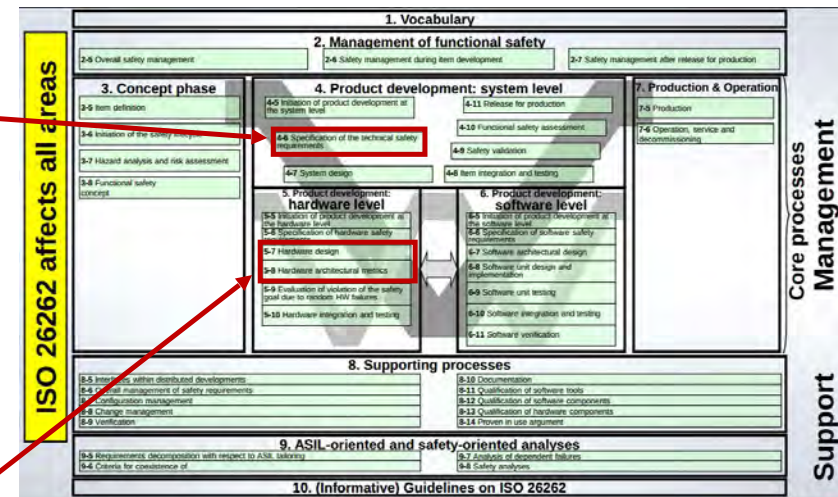 1. Vocabulary
2. Management of functional safety
2-5 Overall safety management
2-6 Safety management during item development
2-7 Safety management after release for production
3. Concept phase
3-5 Item definition
3-6 Initiation of the safety
3-7 Hazard analysis and risk assessment
3-8 Functional safety
concept
4. Product development: system level
4-5 Initiation of product development at
the system level
4-6 Specification of the technical safety
requirements
4-7 System design
4-11 Release for production
4-10 Functional safety assessment
4-9 Safety validation
4-8 Item integration and testing
7. Production & Operation
7-5 Production
7-6 Operation, service and
decommissioning
5. Product development:
hardware level
5-5 Initiation of product development at
the hardware level
5-6 Specification of hardware safety
requirements
5-7 Hardware design
5-8 Hardware architectural metrics
5-9 Evaluation of violation of the safety
goal due to random HW failures
5-10 Hardware integration and testing
6. Product development:
software level
6-5 Initiation of product development at
the software level
6-6 Specification of software safety
requirements
6-7 Software architectural design
6-8 Software unit design and
implementation
6-9 Software unit testing
6-10 Software integration and testing
6-11 Software verification
8. Supporting processes
8-5 Interfaces within distributed developments
8-6 Overall management of safety requirements
8-7 Configuration management
8-8 Change management
8-9 Verification
8-10 Documentation
8-11 Qualification of software tools
8-12 Qualification of software components
8-13 Qualification of hardware components
8-14 Proven in use argument
9. ASIL-oriented and safety-oriented analyses
9-5 Requirements decomposition with respect to ASIL tailoring
9-6 Criteria for coexistence of
9-7 Analysis of dependent failures
9-8 Safety analyses
10. (Informative) Guidelines on ISO 26262
ISO 26262 affects all areas
Core processes
Management
Support